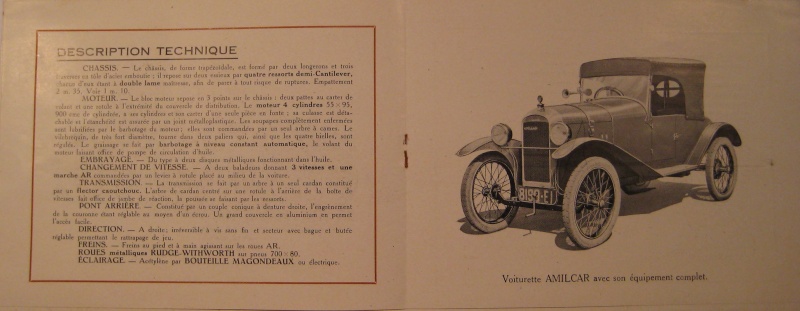 DESCRIPTION TECHNIQUE
CHASSIS. — Le châssis, de forme trapézoïdale, est formé par deux longerons et trois
traverses en tôle d'acier emboutie ; il repose sur deux essieux par quatre ressorts demi-Cantilever,
d'eux étant à double lame maîtresse, afin de parer à tout risque de ruptures. Empattement
2 m. 35. Voie 1 m. 10.
MOTEUR. — Le bloc moteur repose en 3 points sur le châssis : deux pattes au carter de
volant et une rotule à l'extrémité du couvercle de distribution. Le moteur 4 cylindres 55 × 95,
900 cmc de cylindres, a ses cylindres et son carter d'une seule pièce en fonte ; sa culasse est déta-
chable et l'étanchéité est assurée par un joint métalloplastique. Les soupapes complètement enfermées
sont lubrifiées par le barbotage du moteur ; elles sont commandées par un seul arbre à cames. Le
vilebrequin, de très fort diamètre, tourne dans deux paliers qui, ainsi que les quatre bielles, sont
réglables. Le graissage se fait par barbotage à niveau constant automatique, le volant du
moteur faisant office de pompe de circulation d'huile.
EMBRAYAGE. — Du type à deux disques métalliques fonctionnant dans l'huile.
CHANGEMENT DE VITESSE. — A deux baladeurs donnant 3 vitesses et une
marche AR commandées par un levier à rotule placé au milieu de la voiture.
TRANSMISSION. — La transmission se fait par un arbre à un seul cardan constitué
par un flector caoutchouc. L'arbre de cardan centré sur une rotule à l'arrière de la boîte de
vitesses fait office de jambe de réaction, la poussée se faisant par les ressorts.
PONT ARRIÈRE. — Constitué par un couple conique à denture droite, l'engrènement
de la couronne étant réglable au moyen d'un écrou. Un grand couvercle en aluminium en permet
l'accès facile.
DIRECTION. — A droite ; irréversible à vis sans fin et secteur avec bague et butée
réglable permettant le rattrapage de jeu.
FREINS. — Freins au pied et à main agissant sur les roues AR.
ROUES métalliques RUDGE-WITHWORTH sur pneus 700 × 80.
ÉCLAIRAGE. — Acétylène par BOUTEILLE MAGONDEAUX ou électrique.
8199-E1
Voiturette AMILCAR avec son équipement complet.